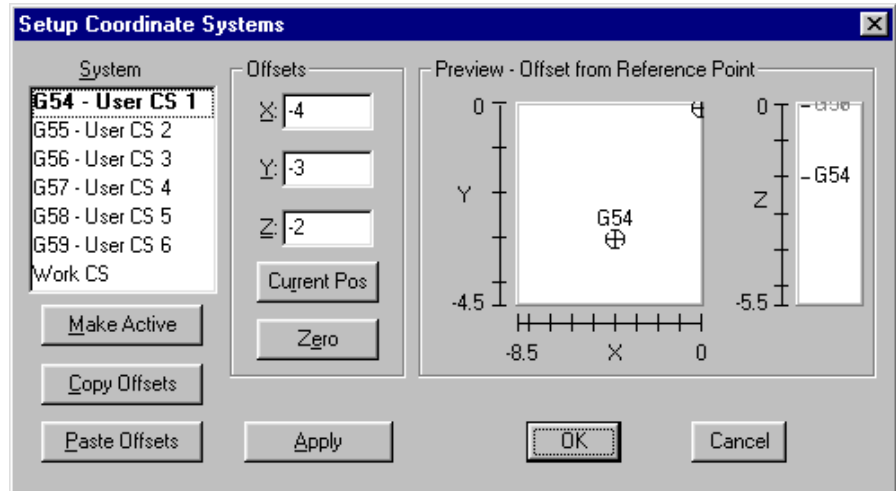 Setup Coordinate Systems
System
G54 - User CS 1
G55 - User CS 2
G56 - User CS 3
G57 - User CS 4
G58 - User CS 5
G59 - User CS 6
Work CS
Make Active
Copy Offsets
Paste Offsets
Offsets
X: -4
Y: -3
Z: -2
Current Pos
Zero
Apply
Preview - Offset from Reference Point
0
Y
-4.5
G54
-8.5 X 0
0
Z
-5.5
G54
OK
Cancel